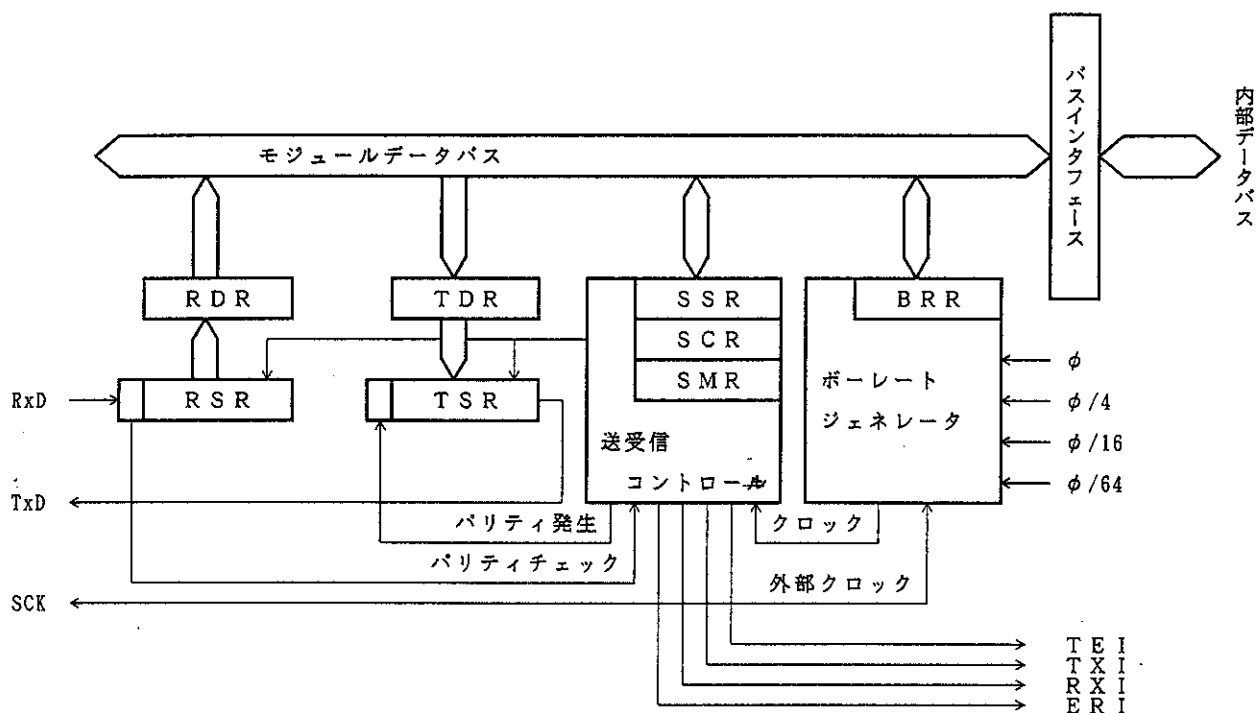 バスインタフェース
内部データバス
モジュールデータバス
RDR
TDR
SSR
BRR
SCR
SMR
RSR
TSR
RxD
ボーレート
ジェネレータ
φ
φ/4
φ/16
φ/64
送受信
コントロール
TxD
パリティ発生
クロック
パリティチェック
外部クロック
SCK
TEI
TXI
RXI
ERI